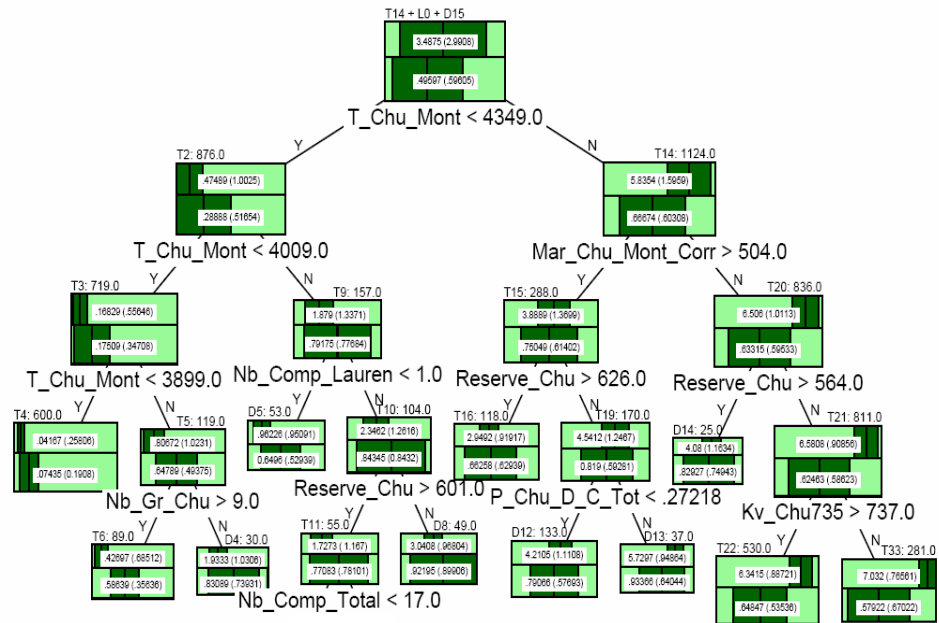 T14 + L0 + D15
3.4875 (2.9908)
.49597 (.59605)
T_Chu_Mont < 4349.0
Y
N
T2: 876.0
.47489 (1.0025)
.28888 (.51654)
T_Chu_Mont < 4009.0
T14: 1124.0
5.8354 (1.5959)
.66674 (.60308)
Mar_Chu_Mont_Corr > 504.0
Y
N
Y
N
T3: 719.0
.16829 (.55646)
.17509 (.34708)
T_Chu_Mont < 3899.0
T9: 157.0
1.879 (1.3371)
.79175 (.77684)
Nb_Comp_Lauren < 1.0
T15: 288.0
3.8889 (1.3699)
.75049 (.61402)
Reserve_Chu > 626.0
T20: 836.0
6.506 (1.0113)
.63315 (.59533)
Reserve_Chu > 564.0
Y
N
Y
N
Y
N
Y
N
T4: 600.0
.04167 (.25806)
.07435 (0.1908)
T5: 119.0
.80672 (1.0231)
.64789 (.49375)
Nb_Gr_Chu > 9.0
D5: 53.0
.96226 (.95091)
0.6496 (.52939)
T10: 104.0
2.3462 (1.2616)
.84345 (0.8432)
Reserve_Chu > 601.0
T16: 118.0
2.9492 (.91917)
.66258 (.62939)
T19: 170.0
4.5412 (1.2467)
0.819 (.59281)
P_Chu_D_C_Tot < .27218
D14: 25.0
4.08 (1.1634)
.82927 (.74943)
T21: 811.0
6.5808 (.90856)
.62463 (.58623)
Kv_Chu735 > 737.0
Y
N
Y
N
Y
N
Y
N
T6: 89.0
.42697 (.68512)
.58639 (.35636)
D4: 30.0
1.9333 (1.0306)
.83089 (.73931)
T11: 55.0
1.7273 (1.167)
.77083 (.78101)
Nb_Comp_Total < 17.0
D8: 49.0
3.0408 (.96804)
.92195 (.89906)
D12: 133.0
4.2105 (1.1108)
.79066 (.57693)
D13: 37.0
5.7297 (.94864)
.93366 (.64044)
T22: 530.0
6.3415 (.88721)
.64847 (.53536)
T33: 281.0
7.032 (.76561)
.57922 (.67022)